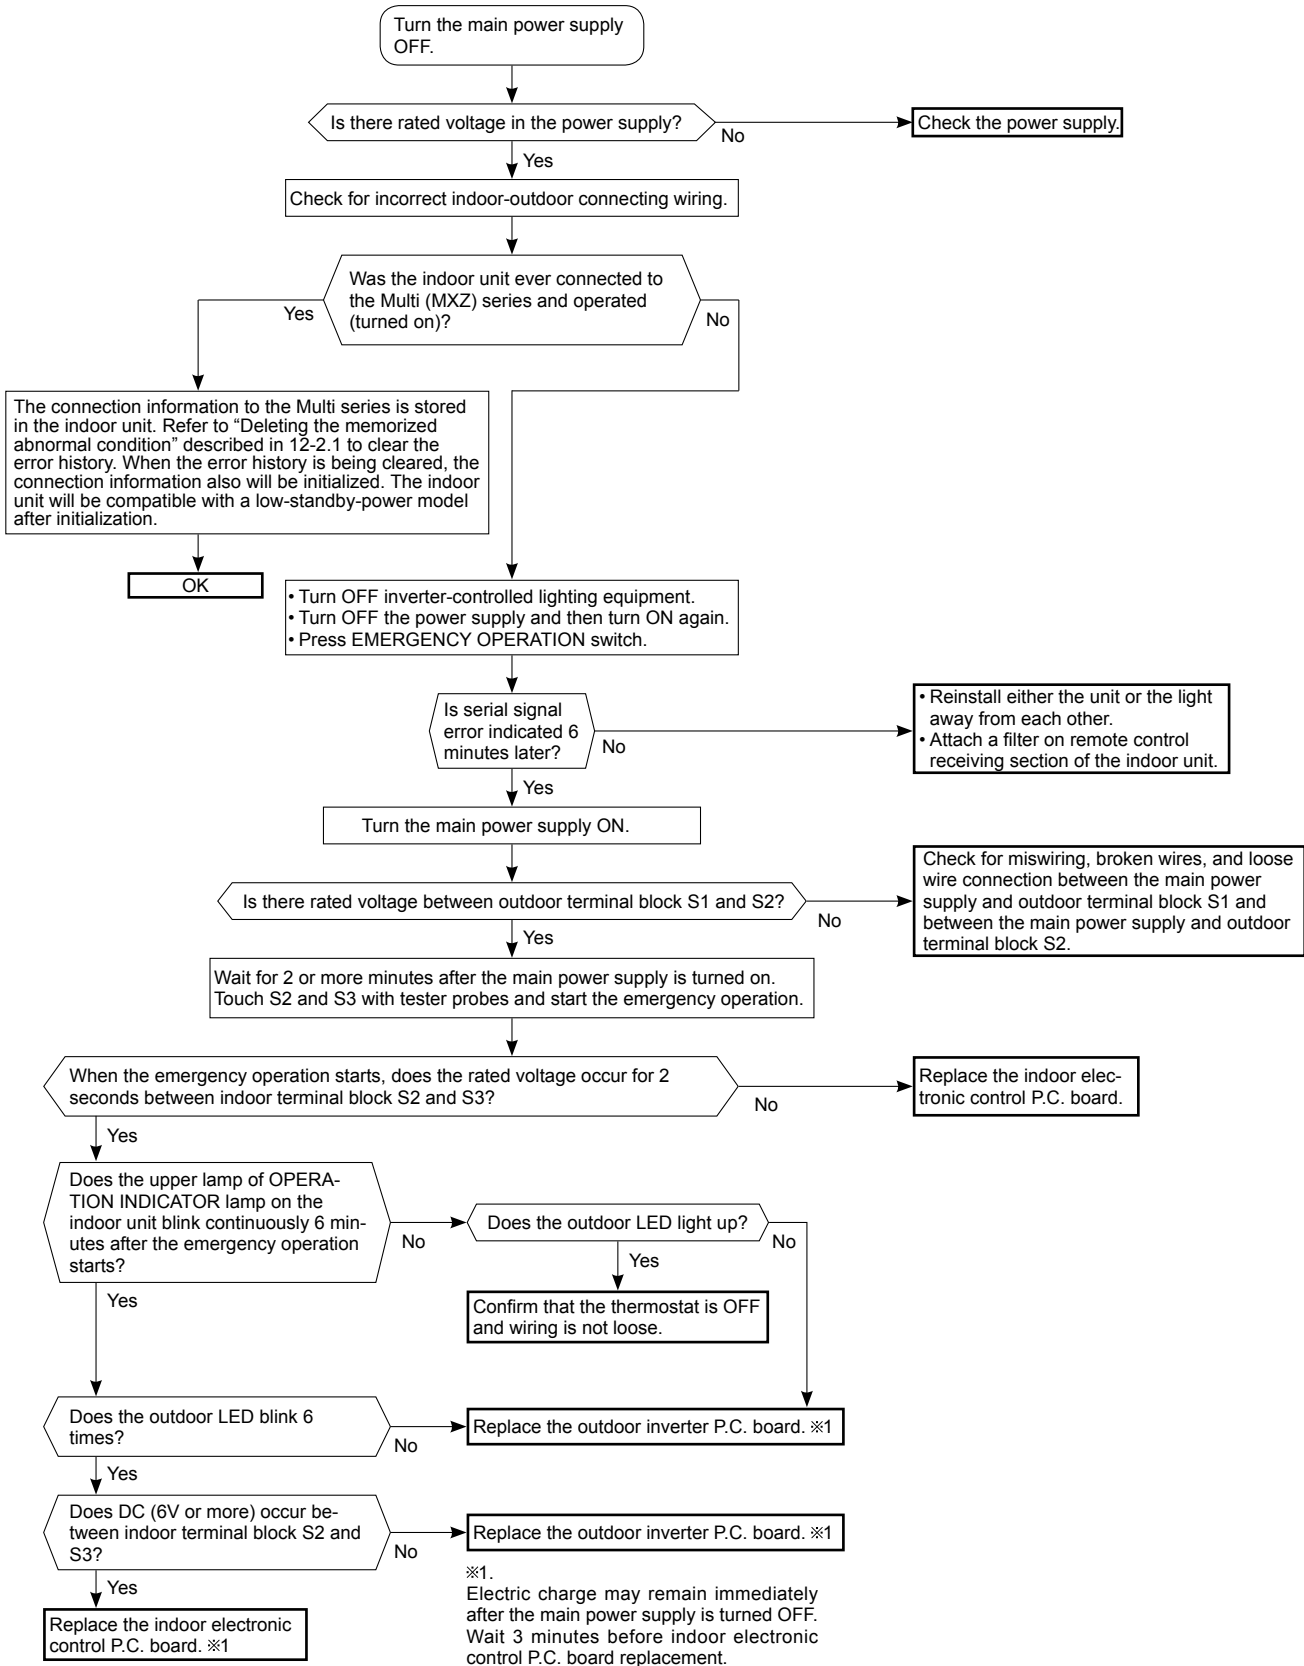 Turn the main power supply
OFF.
Is there rated voltage in the power supply?
No
Check the power supply.
Yes
Check for incorrect indoor-outdoor connecting wiring.
Was the indoor unit ever connected to
the Multi (MXZ) series and operated
(turned on)?
Yes
No
The connection information to the Multi series is stored
in the indoor unit. Refer to “Deleting the memorized
abnormal condition” described in 12-2.1 to clear the
error history. When the error history is being cleared, the
connection information also will be initialized. The indoor
unit will be compatible with a low-standby-power model
after initialization.
OK
• Turn OFF inverter-controlled lighting equipment.
• Turn OFF the power supply and then turn ON again.
• Press EMERGENCY OPERATION switch.
Is serial signal
error indicated 6
minutes later?
No
• Reinstall either the unit or the light
away from each other.
• Attach a filter on remote control
receiving section of the indoor unit.
Yes
Turn the main power supply ON.
Is there rated voltage between outdoor terminal block S1 and S2?
No
Check for miswiring, broken wires, and loose
wire connection between the main power
supply and outdoor terminal block S1 and
between the main power supply and outdoor
terminal block S2.
Yes
Wait for 2 or more minutes after the main power supply is turned on.
Touch S2 and S3 with tester probes and start the emergency operation.
When the emergency operation starts, does the rated voltage occur for 2
seconds between indoor terminal block S2 and S3?
No
Replace the indoor elec-
tronic control P.C. board.
Yes
Does the upper lamp of OPERA-
TION INDICATOR lamp on the
indoor unit blink continuously 6 min-
utes after the emergency operation
starts?
No
Does the outdoor LED light up?
No
Yes
Confirm that the thermostat is OFF
and wiring is not loose.
Yes
Does the outdoor LED blink 6
times?
No
Replace the outdoor inverter P.C. board. ※1
Yes
Does DC (6V or more) occur be-
tween indoor terminal block S2 and
S3?
No
Replace the outdoor inverter P.C. board. ※1
Yes
Replace the indoor electronic
control P.C. board. ※1
※1.
Electric charge may remain immediately
after the main power supply is turned OFF.
Wait 3 minutes before indoor electronic
control P.C. board replacement.